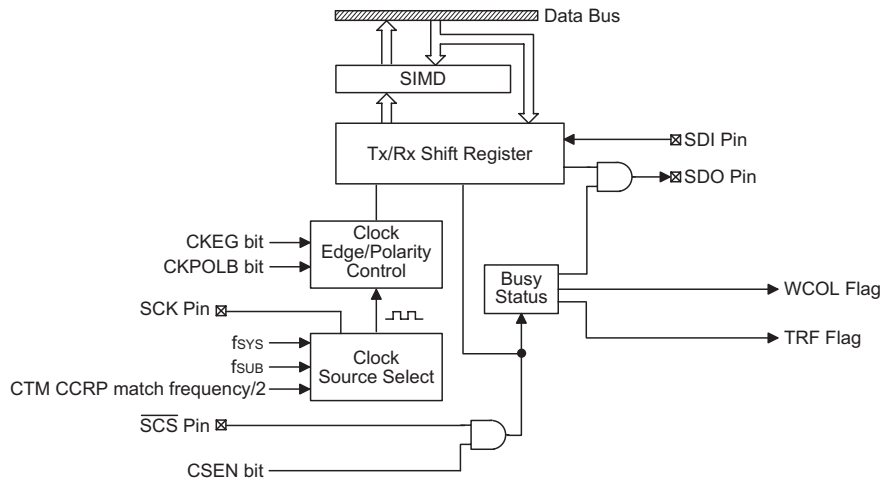 Data Bus
SIMD
Tx/Rx Shift Register
SDI Pin
SDO Pin
CKEG bit
CKPOLB bit
Clock
Edge/Polarity
Control
Busy
Status
WCOL Flag
TRF Flag
SCK Pin
fSYS
fSUB
CTM CCRP match frequency/2
Clock
Source Select
SCS Pin
CSEN bit